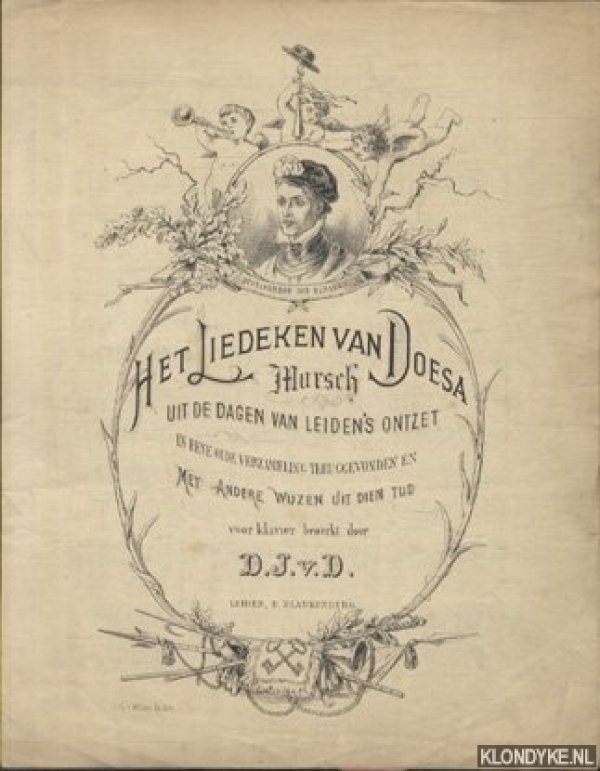 HET LIEDEKEN VAN DOESA
Marsch
UIT DE DAGEN VAN LEIDEN'S ONTZET
IN EENE OUDE VERZAMELING TERUGGEVONDEN EN
MET ANDERE WIJZEN UIT DIEN TIJD
voor klavier bewerkt door
D.J.v.D.
LEIDEN, E. BLANKENBERG.
KLONDYKE.NL